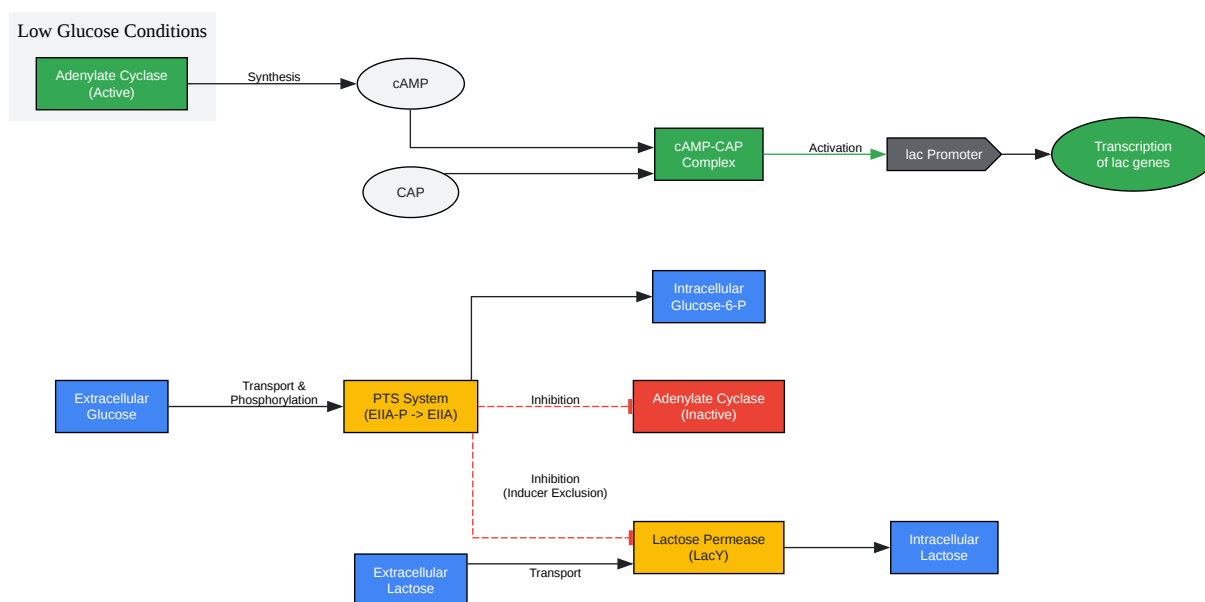 Low Glucose Conditions
Adenylate Cyclase
(Active)
Synthesis
cAMP
CAP
cAMP-CAP
Complex
Activation
lac Promoter
Transcription
of lac genes
Intracellular
Glucose-6-P
Extracellular
Glucose
Transport &
Phosphorylation
PTS System
(EIIA-P -> EIIA)
Inhibition
Adenylate Cyclase
(Inactive)
Inhibition
(Inducer Exclusion)
Lactose Permease
(LacY)
Intracellular
Lactose
Extracellular
Lactose
Transport